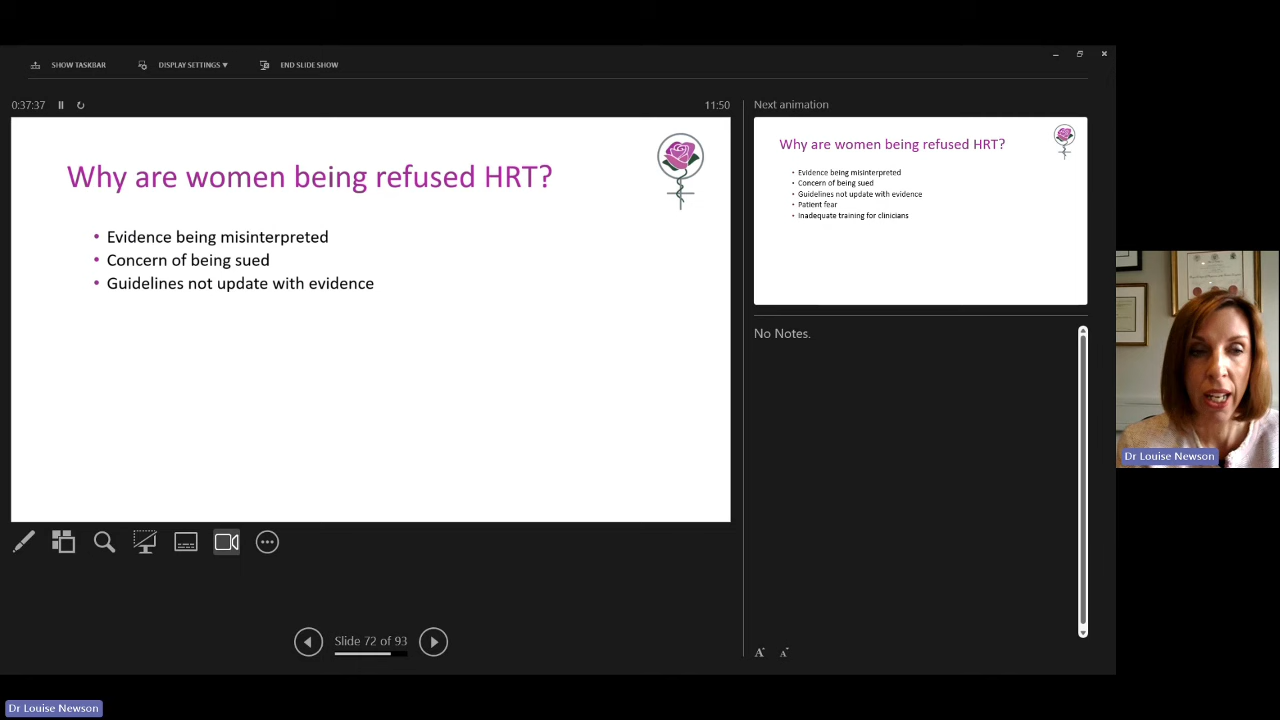 SHOW TASKBAR
DISPLAY SETTINGS
END SLIDE SHOW
0:37:37
11:50
Why are women being refused HRT?
• Evidence being misinterpreted
• Concern of being sued
• Guidelines not update with evidence
Next animation
Why are women being refused HRT?
• Evidence being misinterpreted
• Concern of being sued
• Guidelines not update with evidence
• Patient fear
• Inadequate training for clinicians
No Notes.
Dr Louise Newson
Slide 72 of 93
A A
Dr Louise Newson